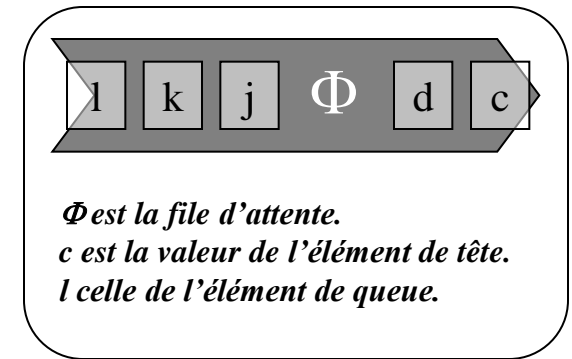 l k j Φ d c
Φ est la file d’attente.
c est la valeur de l’élément de tête.
l celle de l’élément de queue.